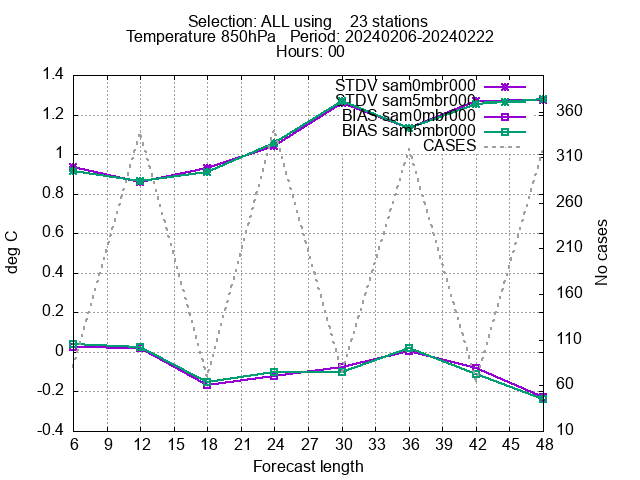 Selection: ALL using    23 stations
Temperature 850hPa   Period: 20240206-20240222
Hours: 00
STDV sam0mbr000
STDV sam5mbr000
BIAS sam0mbr000
BIAS sam5mbr000
CASES
deg C
1.4
1.2
1
0.8
0.6
0.4
0.2
0
-0.2
-0.4
No cases
360
310
260
210
160
110
60
10
6 9 12 15 18 21 24 27 30 33 36 39 42 45 48
Forecast length